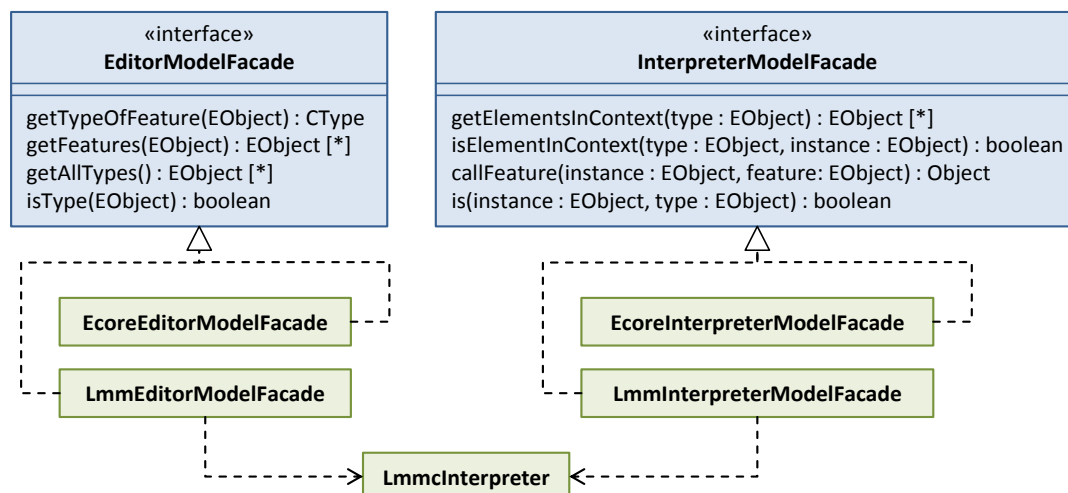 «interface»
EditorModelFacade
getTypeOfFeature(EObject) : CType
getFeatures(EObject) : EObject [*]
getAllTypes() : EObject [*]
isType(EObject) : boolean
«interface»
InterpreterModelFacade
getElementsInContext(type : EObject) : EObject [*]
isElementInContext(type : EObject, instance : EObject) : boolean
callFeature(instance : EObject, feature: EObject) : Object
is(instance : EObject, type : EObject) : boolean
EcoreEditorModelFacade
EcoreInterpreterModelFacade
LmmEditorModelFacade
LmmInterpreterModelFacade
LmmcInterpreter